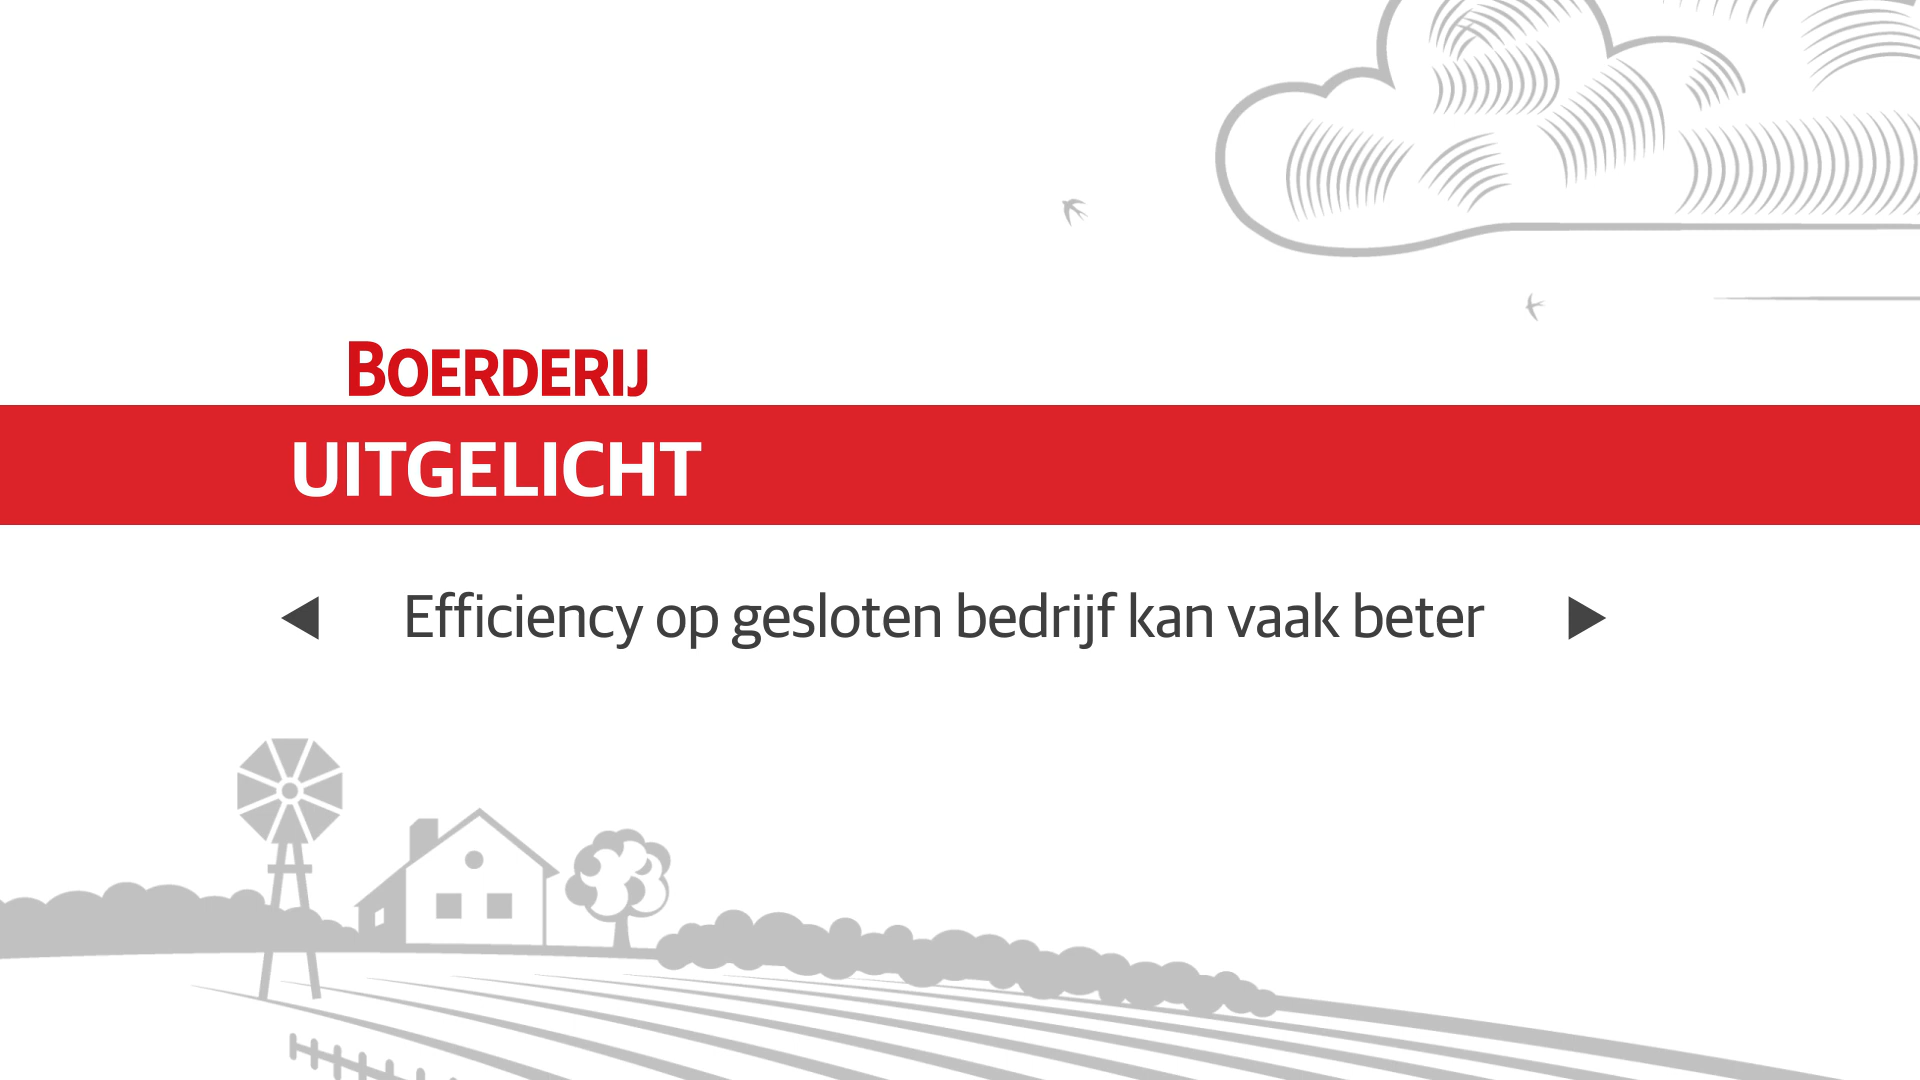 BOERDERIJ
UITGELICHT
Efficiency op gesloten bedrijf kan vaak beter